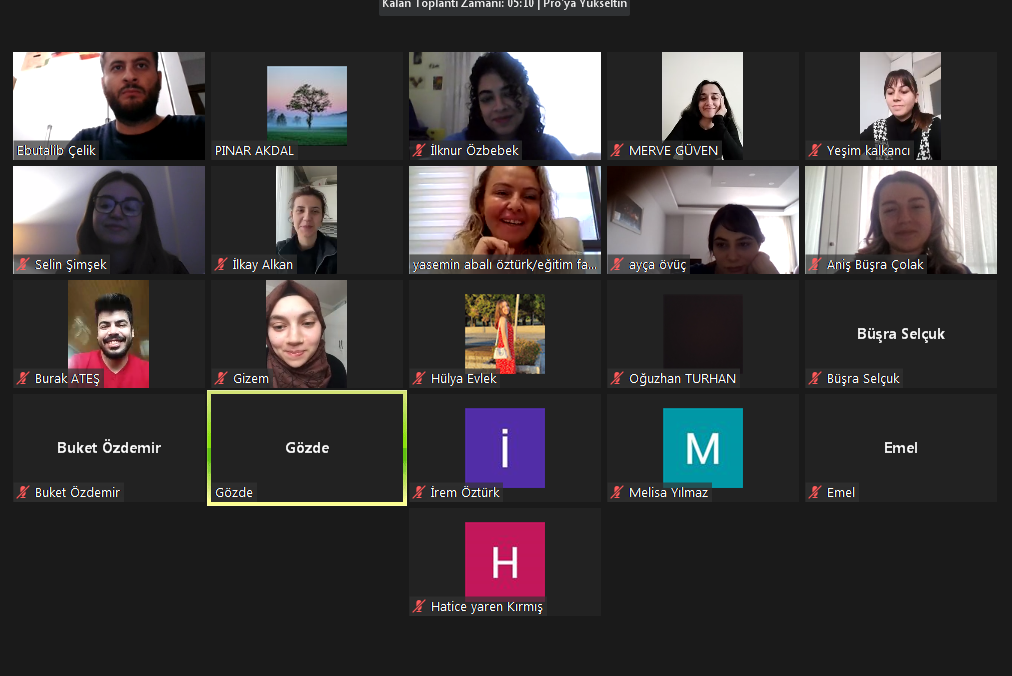 Kalan Toplantı Zamanı: 05:10 | Pro'ya Yükseltin
Ebutalib Çelik
PINAR AKDAL
İlknur Özbebek
MERVE GÜVEN
Yeşim kalkancı
Selin Şimşek
İlkay Alkan
yasemin abalı öztürk/eğitim fa...
ayça övüç
Aniş Büşra Çolak
Burak ATEŞ
Gizem
Hülya Evlek
Oğuzhan TURHAN
Büşra Selçuk
Büşra Selçuk
Buket Özdemir
Buket Özdemir
Gözde
Gözde
İ
İrem Öztürk
M
Melisa Yılmaz
Emel
Emel
H
Hatice yaren Kırmış